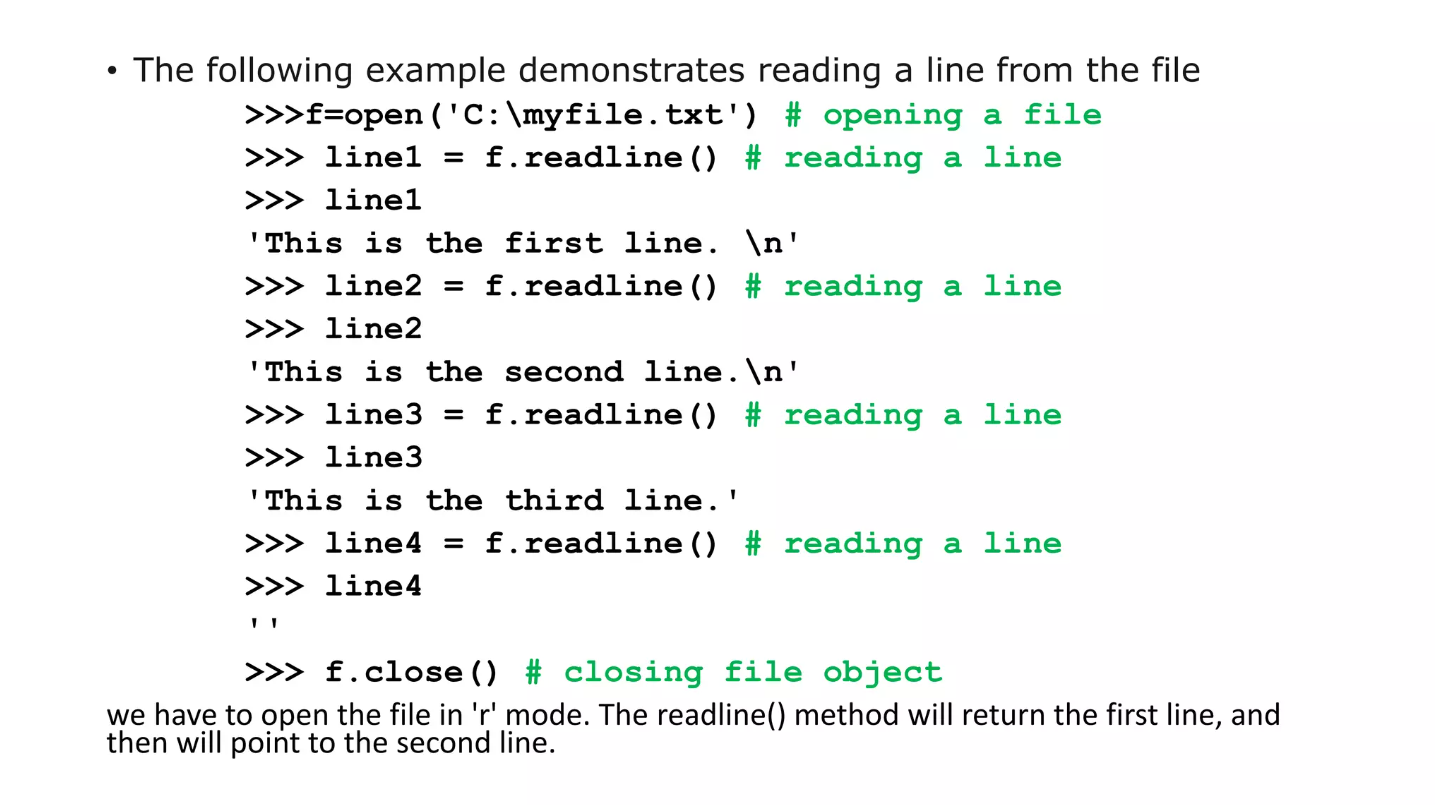 • The following example demonstrates reading a line from the file
>>>f=open('C:\myfile.txt') # opening a file
>>> line1 = f.readline() # reading a line
>>> line1
'This is the first line. \n'
>>> line2 = f.readline() # reading a line
>>> line2
'This is the second line.\n'
>>> line3 = f.readline() # reading a line
>>> line3
'This is the third line.'
>>> line4 = f.readline() # reading a line
>>> line4
''
>>> f.close() # closing file object
we have to open the file in 'r' mode. The readline() method will return the first line, and
then will point to the second line.